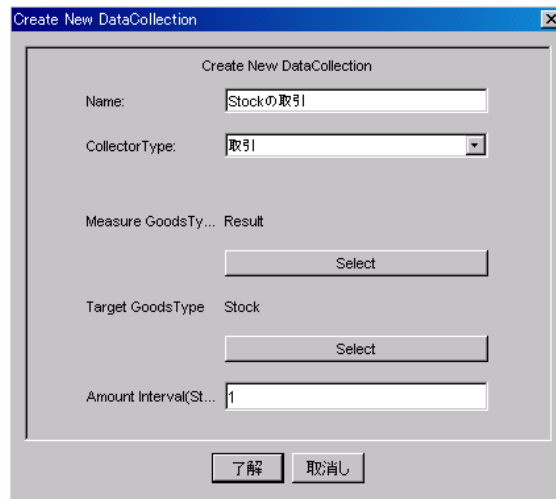 Create New DataCollection
Create New DataCollection
Name: Stockの取引
CollectorType: 取引
Measure GoodsTy... Result
Select
Target GoodsType Stock
Select
Amount Interval(St... 1
了解 取消し